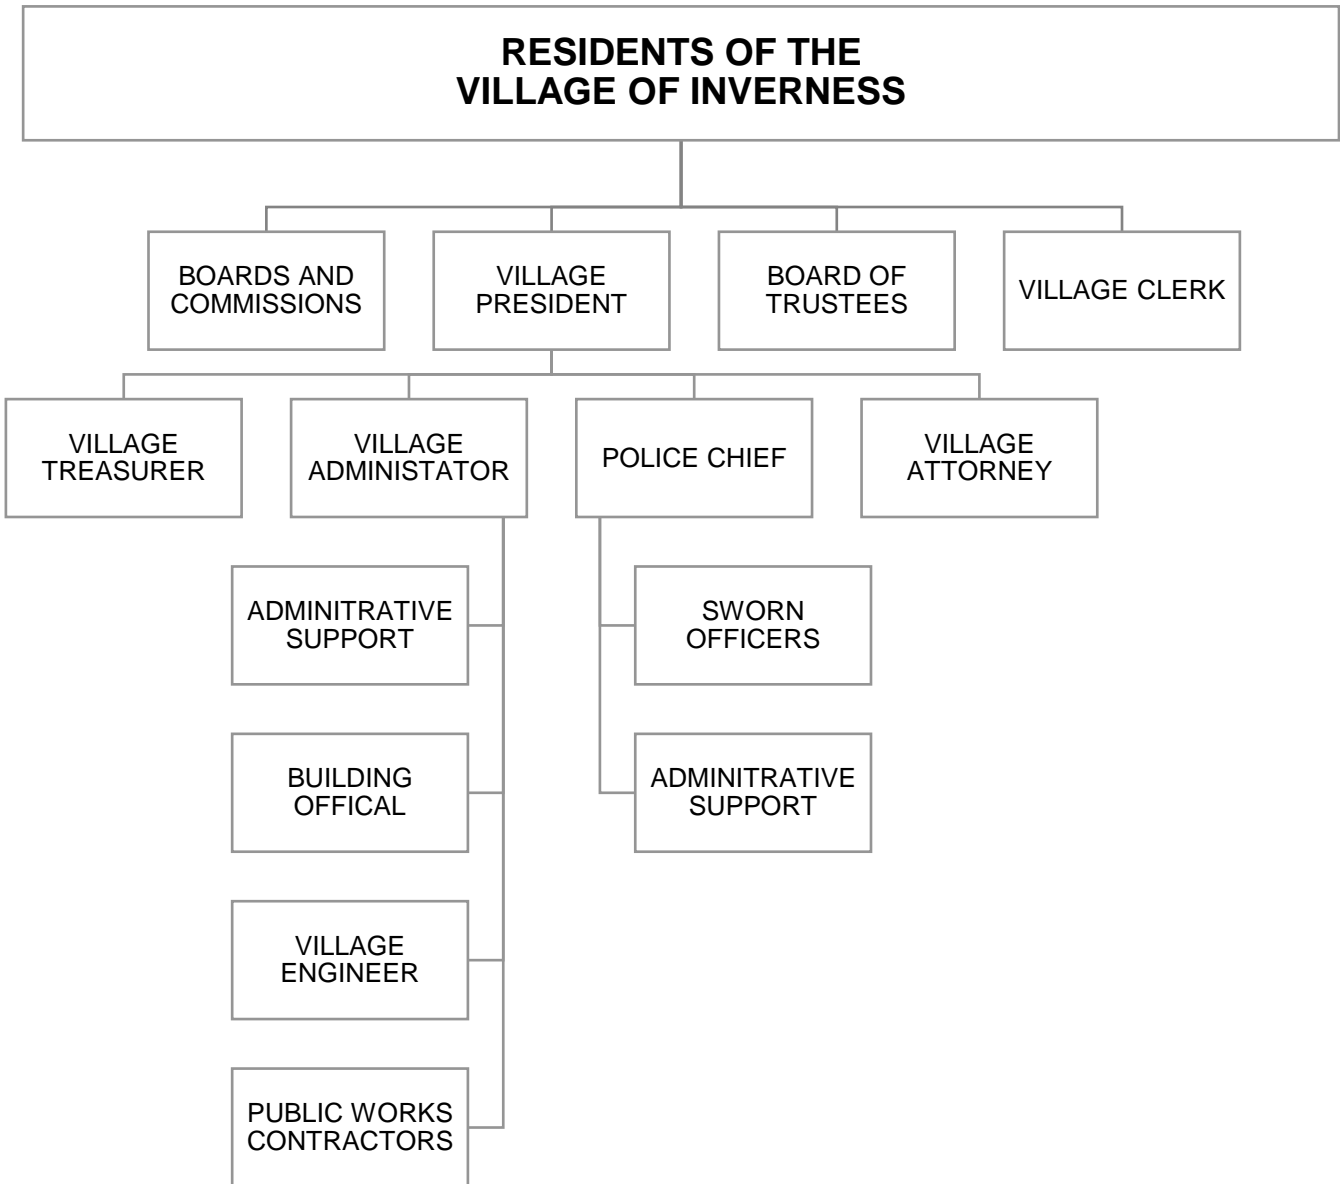 RESIDENTS OF THE
VILLAGE OF INVERNESS
BOARDS AND
COMMISSIONS
VILLAGE
PRESIDENT
BOARD OF
TRUSTEES
VILLAGE CLERK
VILLAGE
TREASURER
VILLAGE
ADMINISTATOR
POLICE CHIEF
VILLAGE
ATTORNEY
ADMINITRATIVE
SUPPORT
SWORN
OFFICERS
BUILDING
OFFICAL
ADMINITRATIVE
SUPPORT
VILLAGE
ENGINEER
PUBLIC WORKS
CONTRACTORS